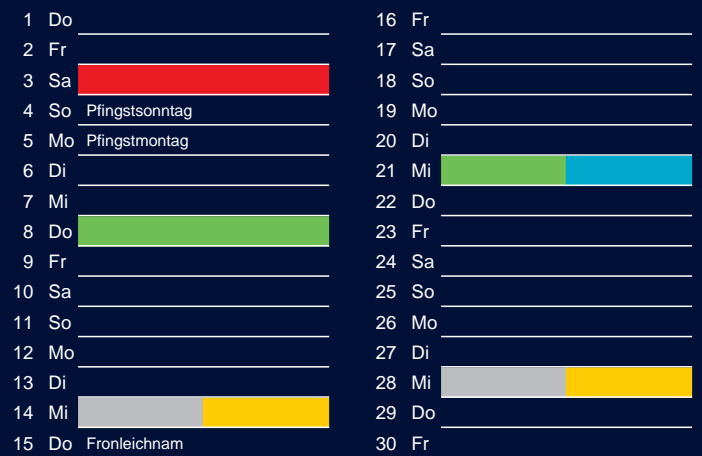 1 Do
2 Fr
3 Sa
4 So Pfingstsonntag
5 Mo Pfingstmontag
6 Di
7 Mi
8 Do
9 Fr
10 Sa
11 So
12 Mo
13 Di
14 Mi
15 Do Fronleichnam
16 Fr
17 Sa
18 So
19 Mo
20 Di
21 Mi
22 Do
23 Fr
24 Sa
25 So
26 Mo
27 Di
28 Mi
29 Do
30 Fr